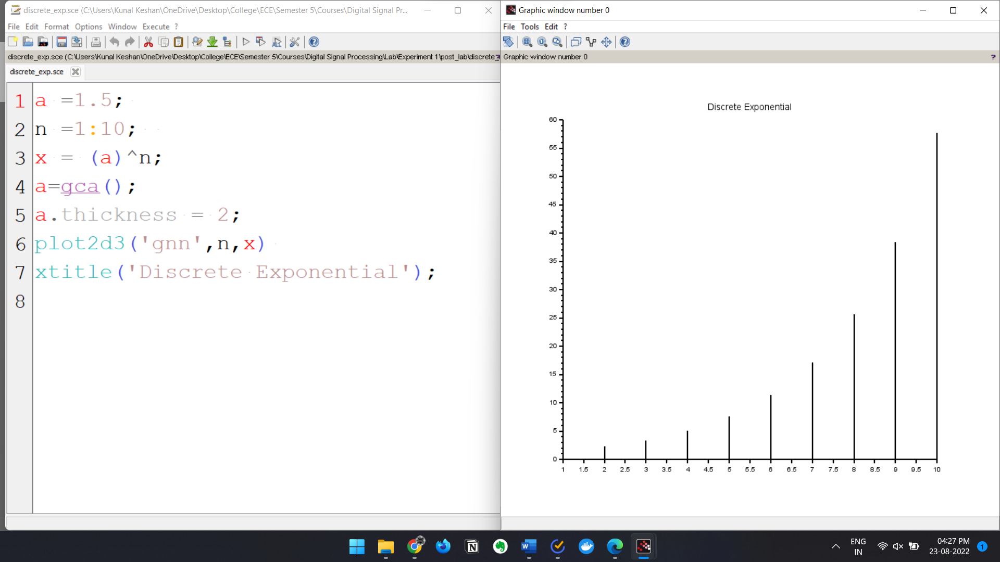 discrete_exp.sce (C:\Users\Kunal Keshan\OneDrive\Desktop\College\ECE\Semester 5\Courses\Digital Signal Pr...
File Edit Format Options Window Execute ?
discrete_exp.sce (C:\Users\Kunal Keshan\OneDrive\Desktop\College\ECE\Semester 5\Courses\Digital Signal Processing\Lab\Experiment 1\post_lab\discrete_ ?
discrete_exp.sce
1 a =1.5;
2 n =1:10;
3 x = (a)^n;
4 a=gca();
5 a.thickness = 2;
6 plot2d3('gnn',n,x)
7 xtitle('Discrete Exponential');
8
Graphic window number 0
File Tools Edit ?
Graphic window number 0 ?
Discrete Exponential
60
55
50
45
40
35
30
25
20
15
10
5
0
1 1.5 2 2.5 3 3.5 4 4.5 5 5.5 6 6.5 7 7.5 8 8.5 9 9.5 10
ENG
IN
04:27 PM
23-08-2022
1